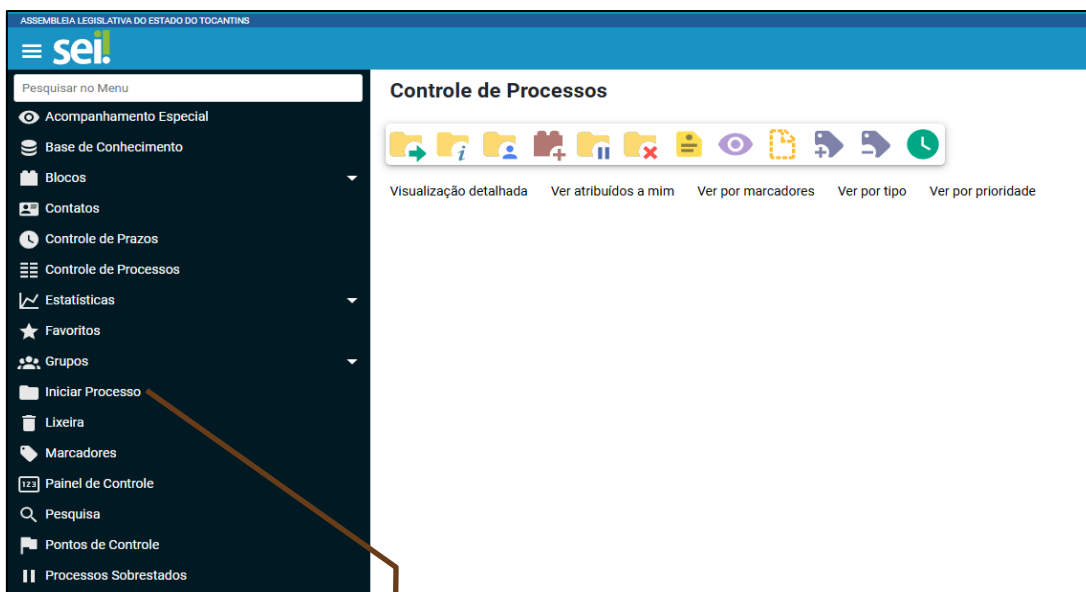 ASSEMBLEIA LEGISLATIVA DO ESTADO DO TOCANTINS
sei!
Pesquisar no Menu
Acompanhamento Especial
Base de Conhecimento
Blocos
Contatos
Controle de Prazos
Controle de Processos
Estatísticas
Favoritos
Grupos
Iniciar Processo
Lixeira
Marcadores
123 Painel de Controle
Pesquisa
Pontos de Controle
Processos Sobrestados
Controle de Processos
Visualização detalhada Ver atribuídos a mim Ver por marcadores Ver por tipo Ver por prioridade